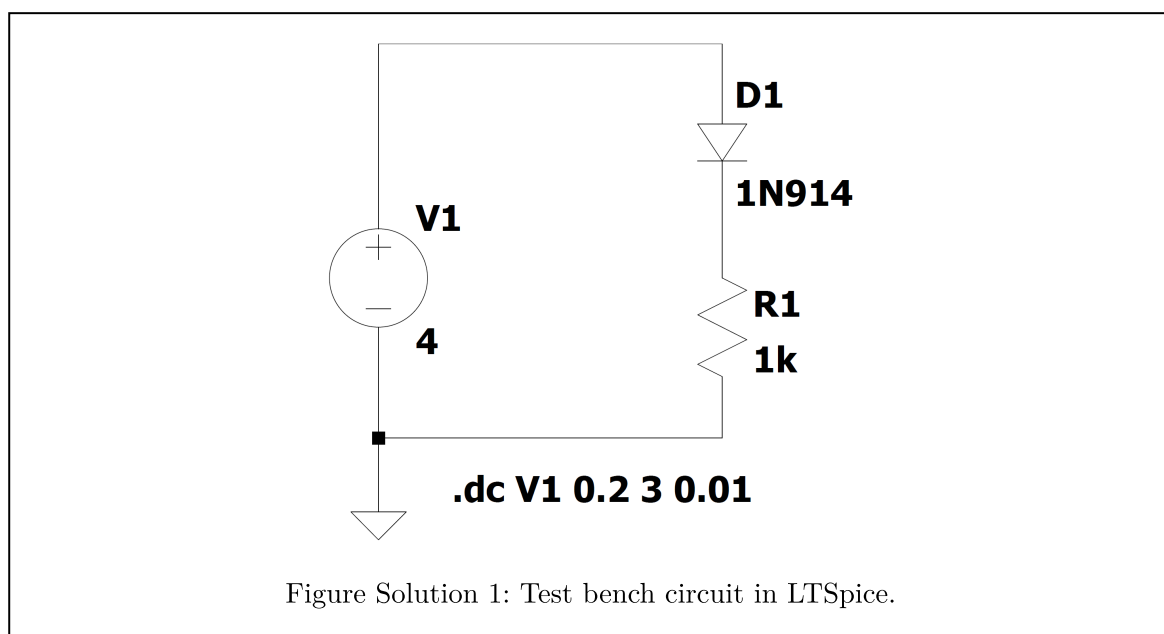 D1
1N914
V1
4
R1
1k
.dc V1 0.2 3 0.01
Figure Solution 1: Test bench circuit in LTSpice.